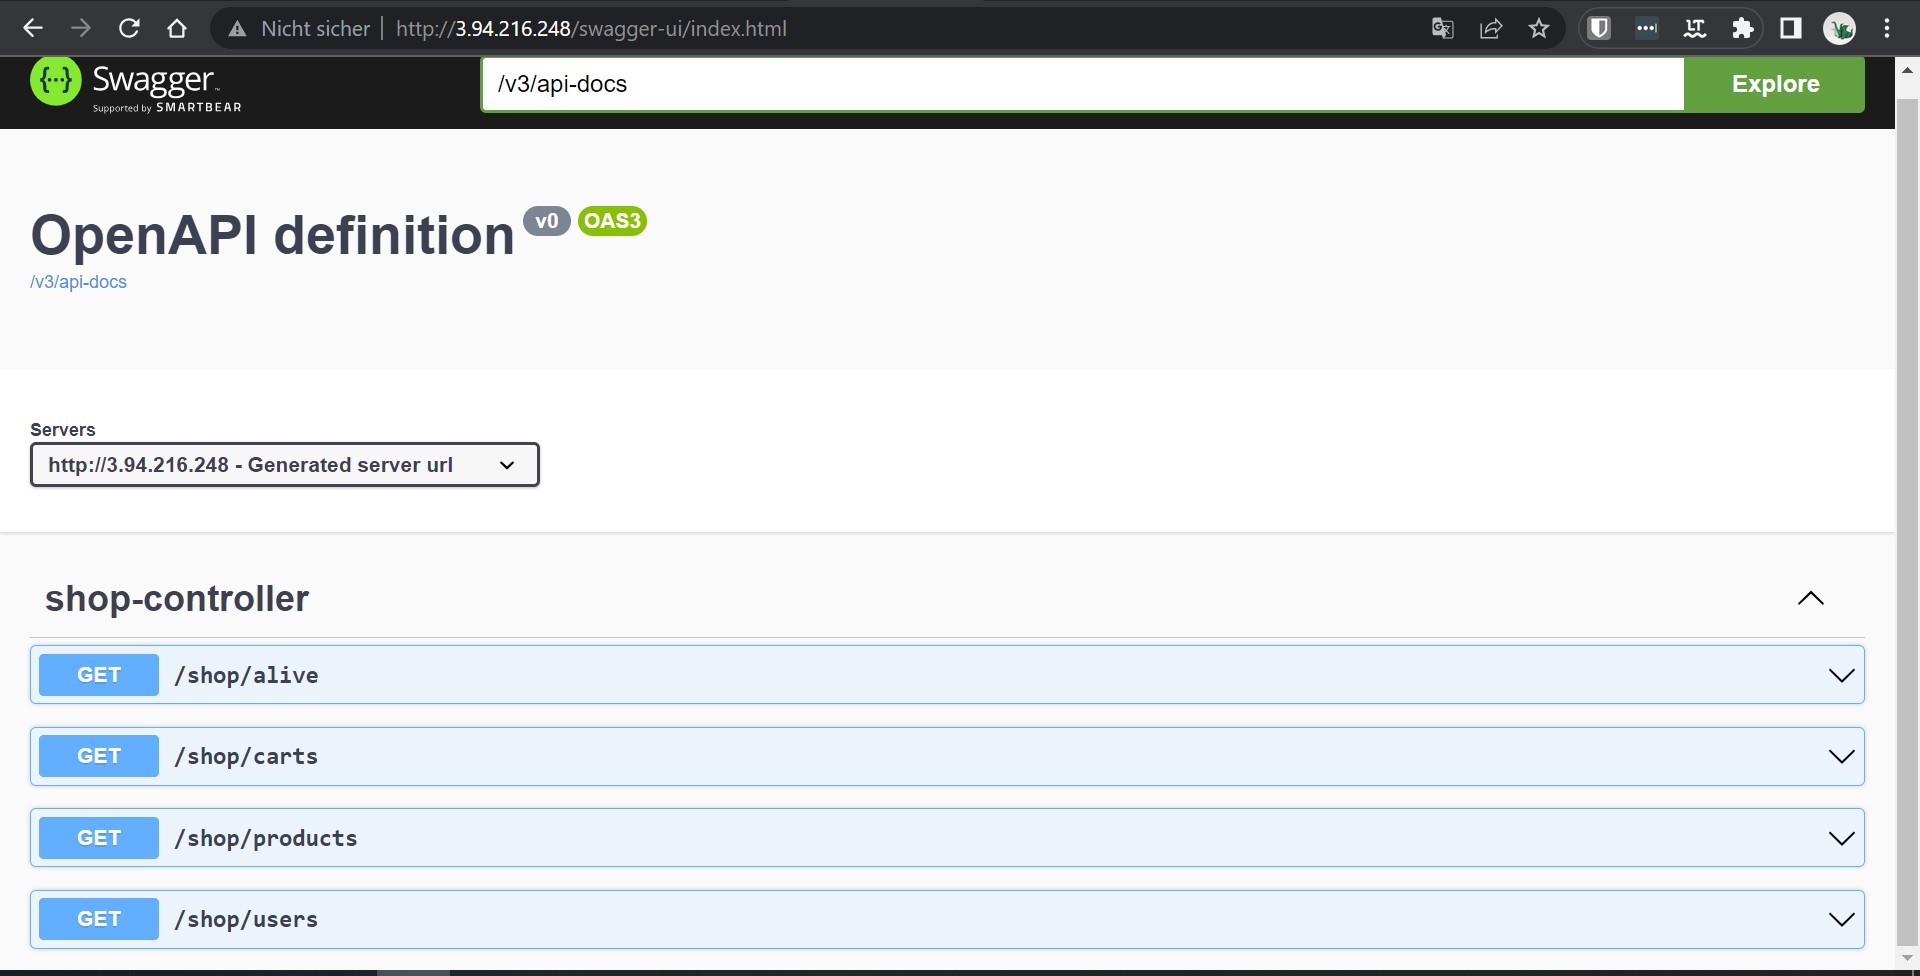 Nicht sicher | http://3.94.216.248/swagger-ui/index.html
Swagger™
Supported by SMARTBEAR
/v3/api-docs
Explore
OpenAPI definition v0 OAS3
/v3/api-docs
Servers
http://3.94.216.248 - Generated server url
shop-controller
GET /shop/alive
GET /shop/carts
GET /shop/products
GET /shop/users